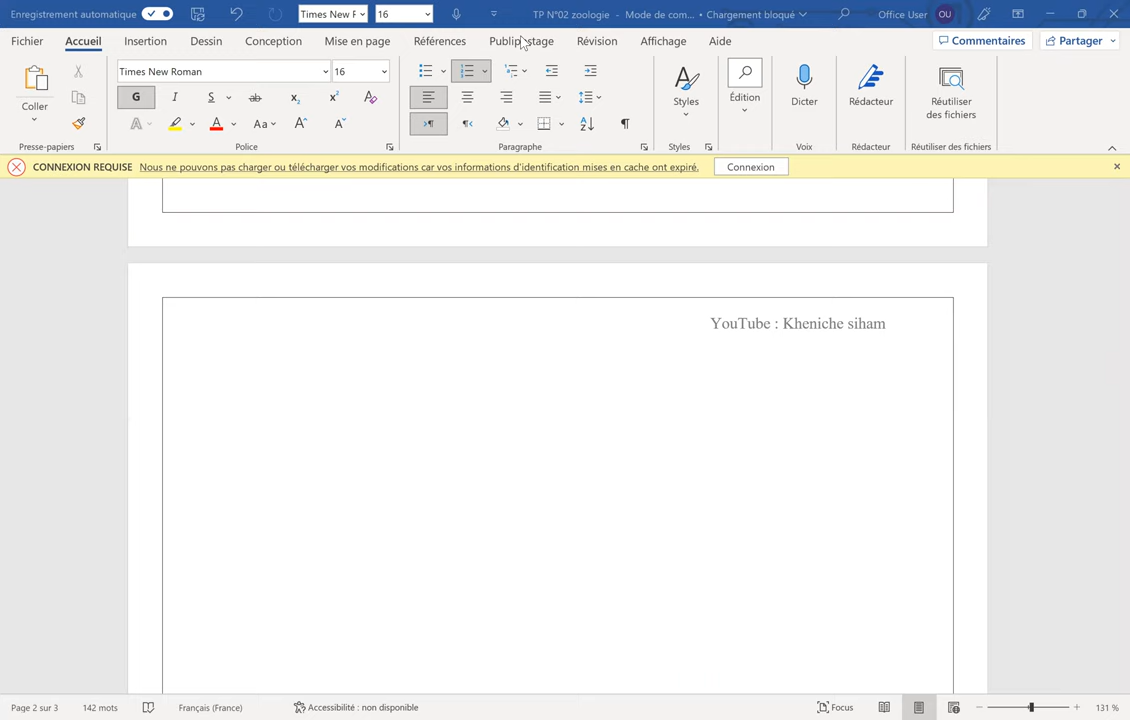 Enregistrement automatique Times New F 16 TP N°02 zoologie - Mode de com... • Chargement bloqué Office User OU
Fichier Accueil Insertion Dessin Conception Mise en page Références Publipostage Révision Affichage Aide Commentaires Partager
Times New Roman 16
Coller G I S ab x₂ x² A Styles Édition Dicter Rédacteur Réutiliser des fichiers
A A Aa A A
Presse-papiers Police Paragraphe Styles Voix Rédacteur Réutiliser des fichiers
CONNEXION REQUISE Nous ne pouvons pas charger ou télécharger vos modifications car vos informations d'identification mises en cache ont expiré. Connexion
YouTube : Kheniche siham
Page 2 sur 3 142 mots Français (France) Accessibilité : non disponible Focus 131 %